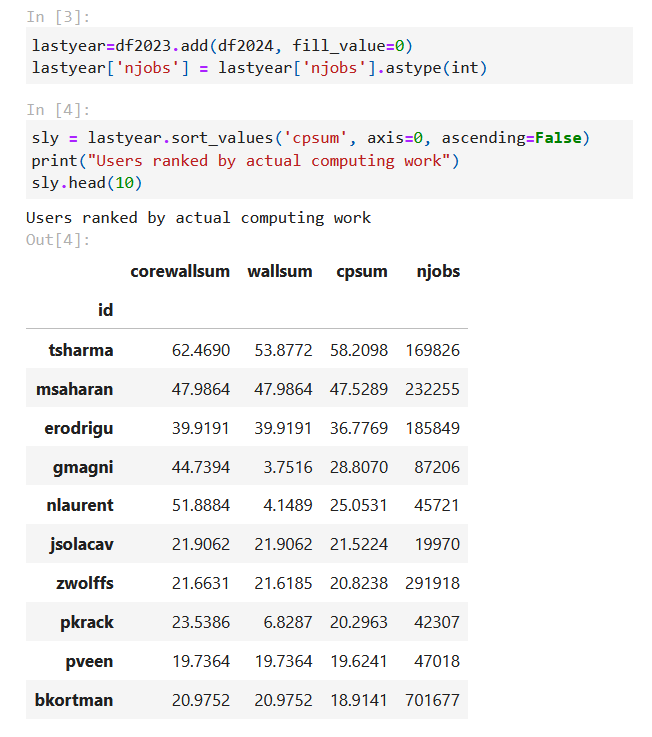 In [3]:
lastyear=df2023.add(df2024, fill_value=0)
lastyear['njobs'] = lastyear['njobs'].astype(int)
In [4]:
sly = lastyear.sort_values('cpsum', axis=0, ascending=False)
print("Users ranked by actual computing work")
sly.head(10)
Users ranked by actual computing work
Out[4]:
corewallsum wallsum cpsum njobs
id
tsharma 62.4690 53.8772 58.2098 169826
msaharan 47.9864 47.9864 47.5289 232255
erodrigu 39.9191 39.9191 36.7769 185849
gmagni 44.7394 3.7516 28.8070 87206
nlaurent 51.8884 4.1489 25.0531 45721
jsolacav 21.9062 21.9062 21.5224 19970
zwolffs 21.6631 21.6185 20.8238 291918
pkrack 23.5386 6.8287 20.2963 42307
pveen 19.7364 19.7364 19.6241 47018
bkortman 20.9752 20.9752 18.9141 701677